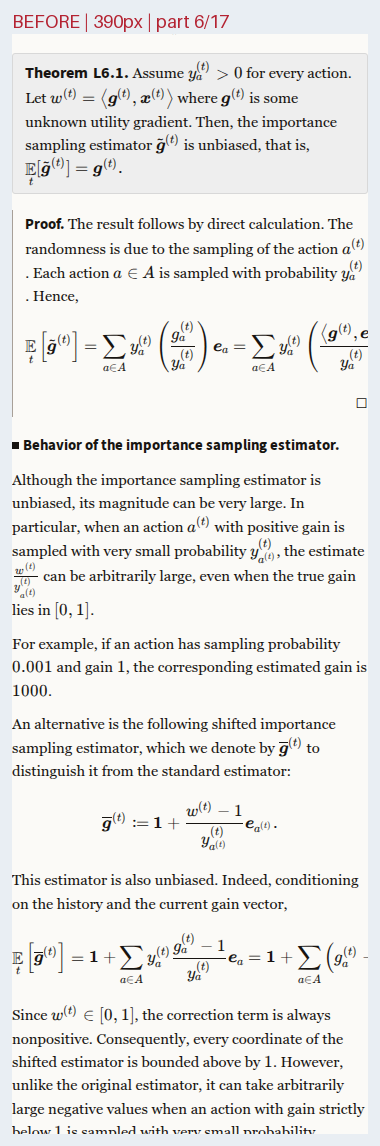 BEFORE | 390px | part 6/17
Theorem L6.1. Assume y_a^{(t)} > 0 for every action.
Let w^{(t)} = ⟨g^{(t)}, x^{(t)}⟩ where g^{(t)} is some
unknown utility gradient. Then, the importance
sampling estimator g̃^{(t)} is unbiased, that is,
𝔼_t[g̃^{(t)}] = g^{(t)}.
Proof. The result follows by direct calculation. The
randomness is due to the sampling of the action a^{(t)}
. Each action a ∈ A is sampled with probability y_a^{(t)}
. Hence,
𝔼_t [g̃^{(t)}] = ∑_{a∈A} y_a^{(t)} (g_a^{(t)} / y_a^{(t)}) e_a = ∑_{a∈A} y_a^{(t)} (⟨g^{(t)}, e / y_a^{(t)}
□
■ Behavior of the importance sampling estimator.
Although the importance sampling estimator is
unbiased, its magnitude can be very large. In
particular, when an action a^{(t)} with positive gain is
sampled with very small probability y_{a^{(t)}}^{(t)}, the estimate
w^{(t)} / y_{a^{(t)}}^{(t)} can be arbitrarily large, even when the true gain
lies in [0, 1].
For example, if an action has sampling probability
0.001 and gain 1, the corresponding estimated gain is
1000.
An alternative is the following shifted importance
sampling estimator, which we denote by g̅^{(t)} to
distinguish it from the standard estimator:
g̅^{(t)} := 1 + (w^{(t)} − 1) / y_{a^{(t)}}^{(t)} e_{a^{(t)}}.
This estimator is also unbiased. Indeed, conditioning
on the history and the current gain vector,
𝔼_t [g̅^{(t)}] = 1 + ∑_{a∈A} y_a^{(t)} (g_a^{(t)} − 1) / y_a^{(t)} e_a = 1 + ∑_{a∈A} (g_a^{(t)} −
Since w^{(t)} ∈ [0, 1], the correction term is always
nonpositive. Consequently, every coordinate of the
shifted estimator is bounded above by 1. However,
unlike the original estimator, it can take arbitrarily
large negative values when an action with gain strictly
below 1 is sampled with very small probability